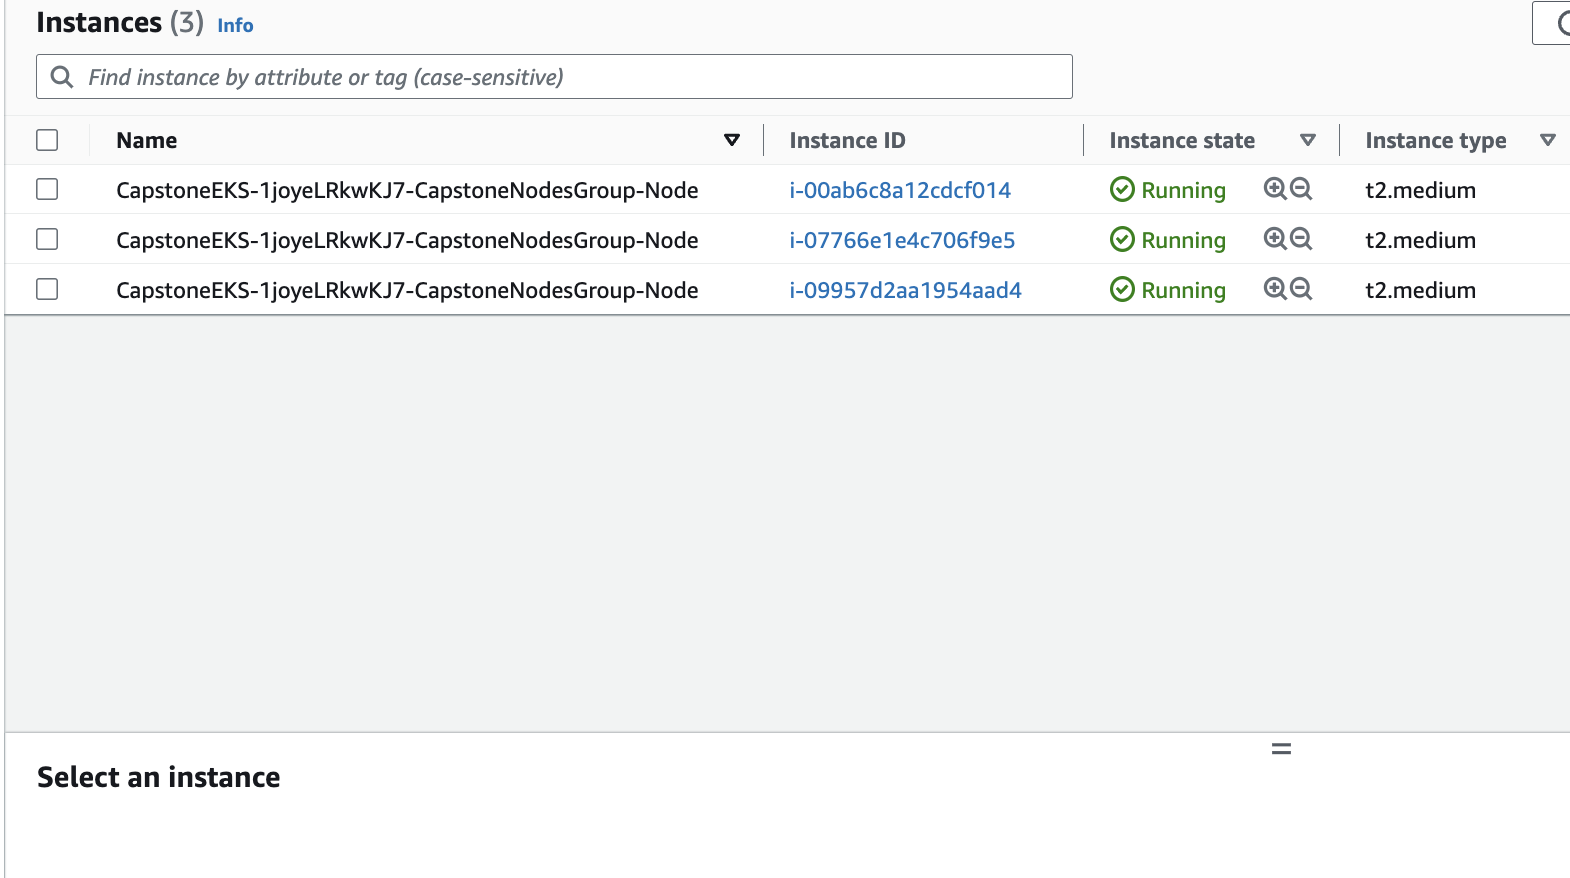 Instances (3) Info
Find instance by attribute or tag (case-sensitive)
Name Instance ID Instance state Instance type
CapstoneEKS-1joyeLRkwKJ7-CapstoneNodesGroup-Node i-00ab6c8a12cdcf014 Running t2.medium
CapstoneEKS-1joyeLRkwKJ7-CapstoneNodesGroup-Node i-07766e1e4c706f9e5 Running t2.medium
CapstoneEKS-1joyeLRkwKJ7-CapstoneNodesGroup-Node i-09957d2aa1954aad4 Running t2.medium
Select an instance